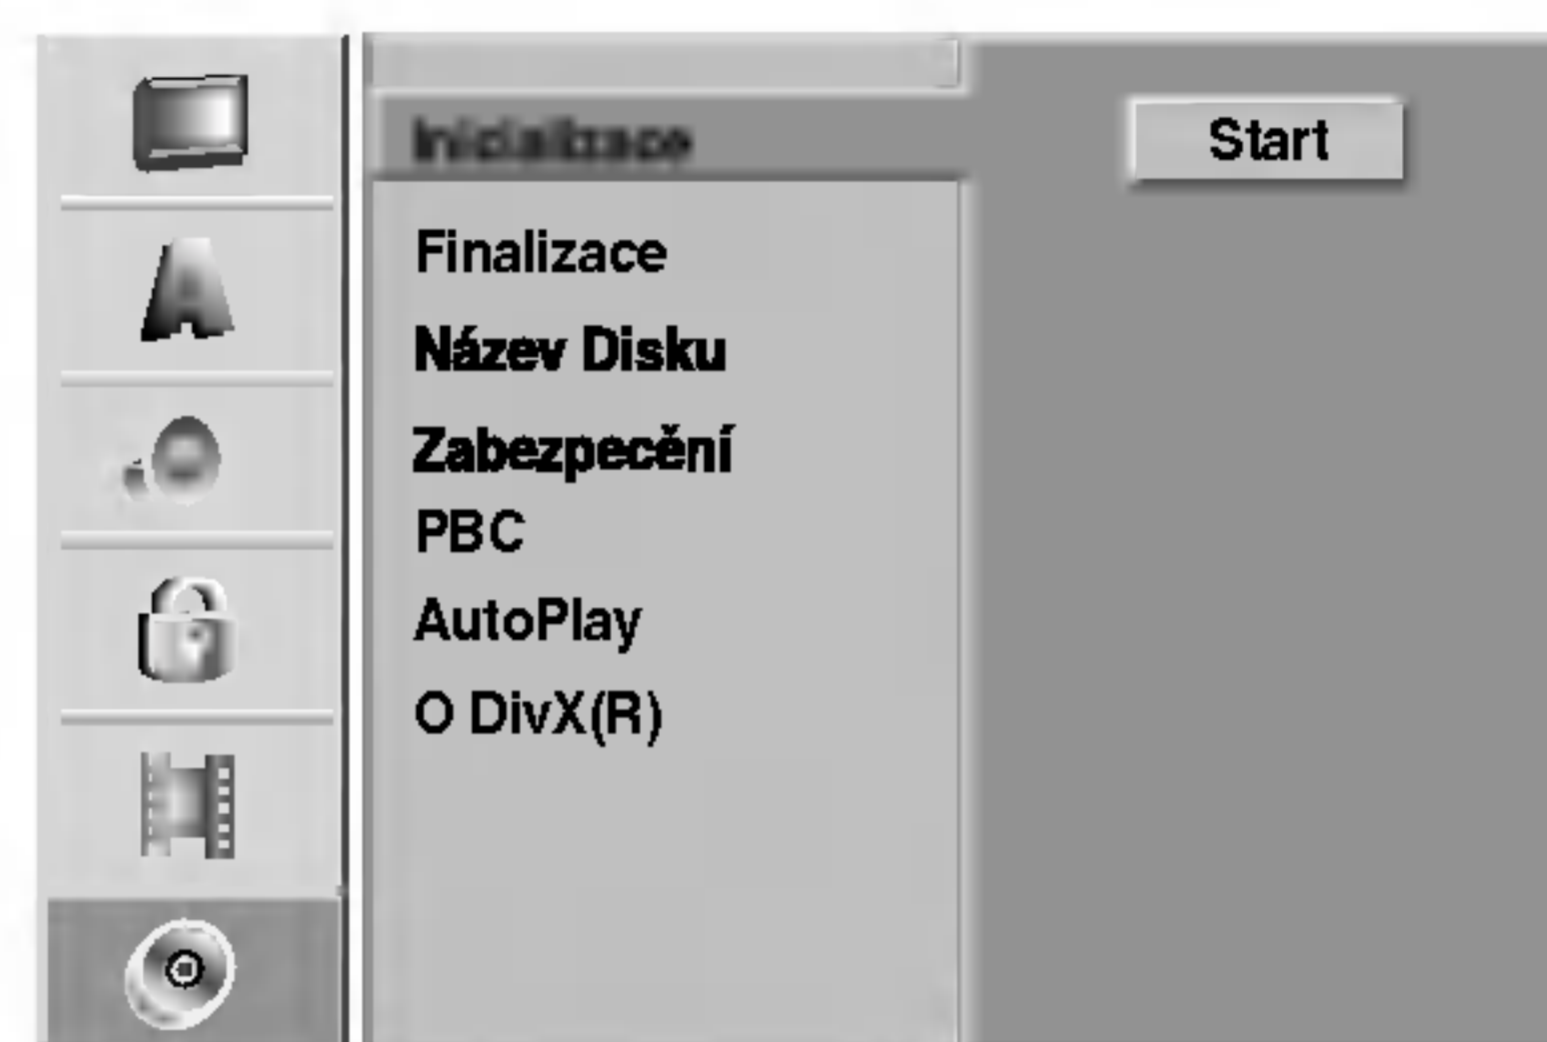 Inicializace
Start
Finalizace
Název Disku
Zabezpecění
PBC
AutoPlay
O DivX(R)